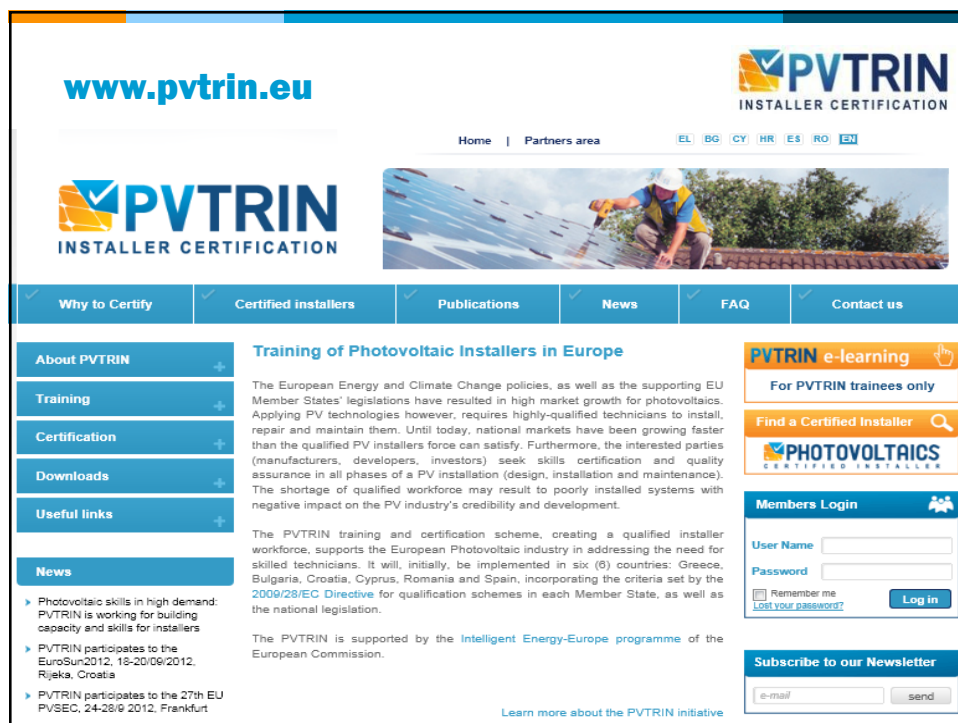 www.pvtrin.eu
PVTRIN
INSTALLER CERTIFICATION
Home | Partners area
EL BG CY HR ES RO EN
PVTRIN
INSTALLER CERTIFICATION
Why to Certify
Certified installers
Publications
News
FAQ
Contact us
About PVTRIN
Training
Certification
Downloads
Useful links
News
Photovoltaic skills in high demand:
PVTRIN is working for building
capacity and skills for installers
PVTRIN participates to the
EuroSun2012, 18-20/09/2012,
Rijeka, Croatia
PVTRIN participates to the 27th EU
PVSEC, 24-28/9 2012, Frankfurt
Training of Photovoltaic Installers in Europe
The European Energy and Climate Change policies, as well as the supporting EU
Member States' legislations have resulted in high market growth for photovoltaics.
Applying PV technologies however, requires highly-qualified technicians to install,
repair and maintain them. Until today, national markets have been growing faster
than the qualified PV installers force can satisfy. Furthermore, the interested parties
(manufacturers, developers, investors) seek skills certification and quality
assurance in all phases of a PV installation (design, installation and maintenance).
The shortage of qualified workforce may result to poorly installed systems with
negative impact on the PV industry's credibility and development.
The PVTRIN training and certification scheme, creating a qualified installer
workforce, supports the European Photovoltaic industry in addressing the need for
skilled technicians. It will, initially, be implemented in six (6) countries: Greece,
Bulgaria, Croatia, Cyprus, Romania and Spain, incorporating the criteria set by the
2009/28/EC Directive for qualification schemes in each Member State, as well as
the national legislation.
The PVTRIN is supported by the Intelligent Energy-Europe programme of the
European Commission.
Learn more about the PVTRIN initiative
PVTRIN e-learning
For PVTRIN trainees only
Find a Certified Installer
PHOTOVOLTAICS
CERTIFIED INSTALLER
Members Login
User Name
Password
Remember me
Lost your password?
Log in
Subscribe to our Newsletter
e-mail
send